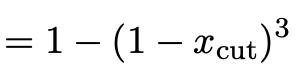 = 1 − (1 − x_cut)³